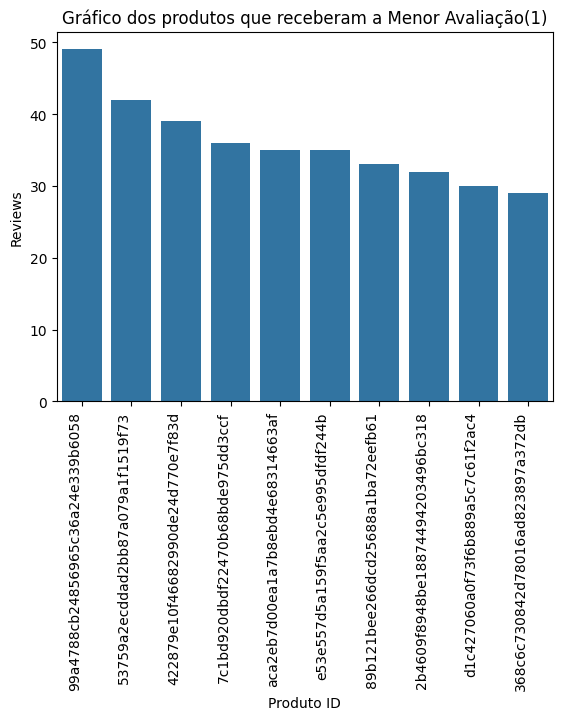 Gráfico dos produtos que receberam a Menor Avaliação(1)
50
40
30
20
10
0
Reviews
99a4788cb24856965c36a24e339b6058
53759a2ecddad2bb87a079a1f1519f73
422879e10f46682990de24d770e7f83d
7c1bd920dbdf22470b68bde975dd3ccf
aca2eb7d00ea1a7b8ebd4e68314663af
e53e557d5a159f5aa2c5e995dfdf244b
89b121bee266dcd25688a1ba72eefb61
2b4609f8948be18874494203496bc318
d1c427060a0f73f6b889a5c7c61f2ac4
368c6c730842d78016ad823897a372db
Produto ID